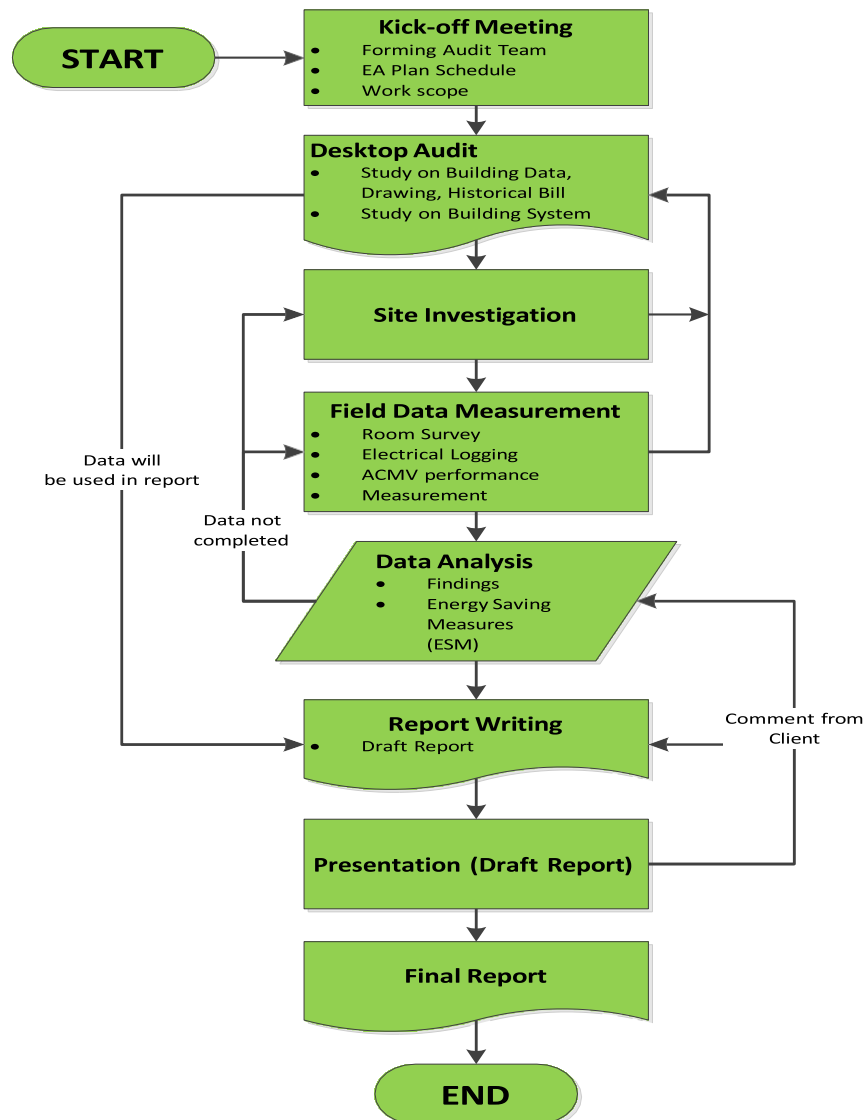 START
Kick-off Meeting
• Forming Audit Team
• EA Plan Schedule
• Work scope
Desktop Audit
• Study on Building Data,
Drawing, Historical Bill
• Study on Building System
Site Investigation
Field Data Measurement
• Room Survey
• Electrical Logging
• ACMV performance
• Measurement
Data will
be used in report
Data not
completed
Data Analysis
• Findings
• Energy Saving
Measures
(ESM)
Report Writing
• Draft Report
Comment from
Client
Presentation (Draft Report)
Final Report
END